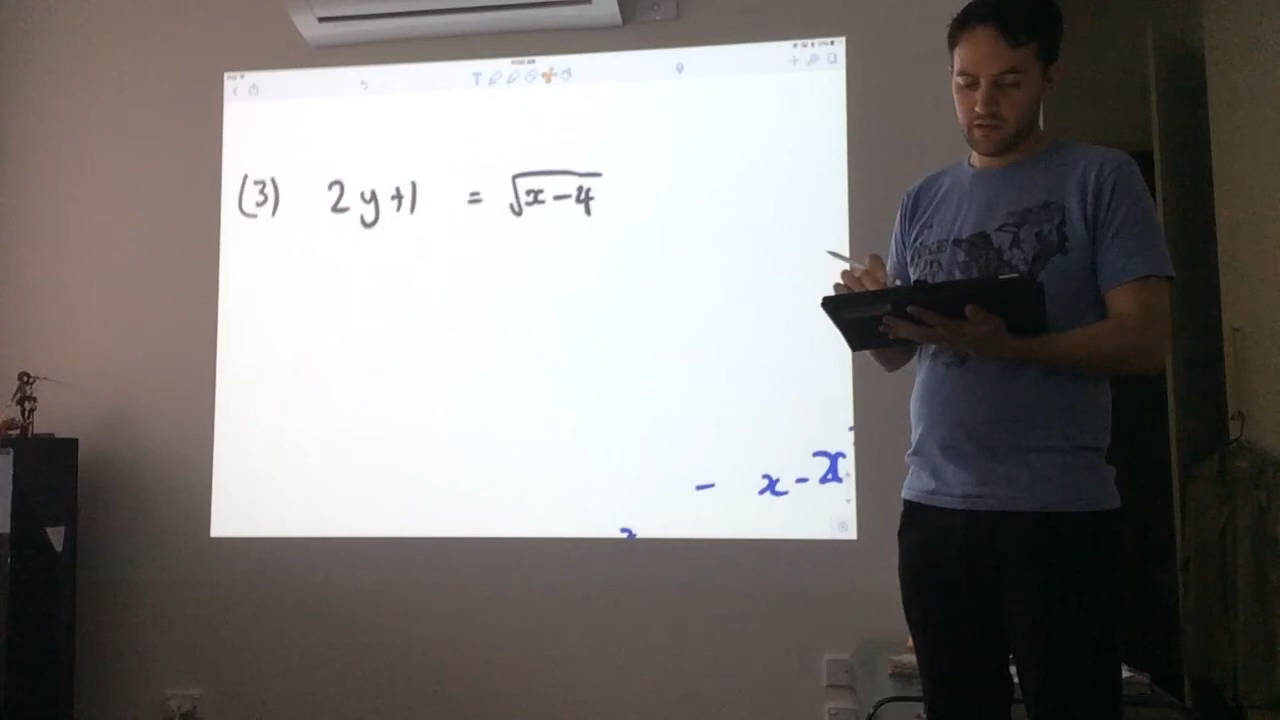 (3) 2y+1 = √x-4
- x-x